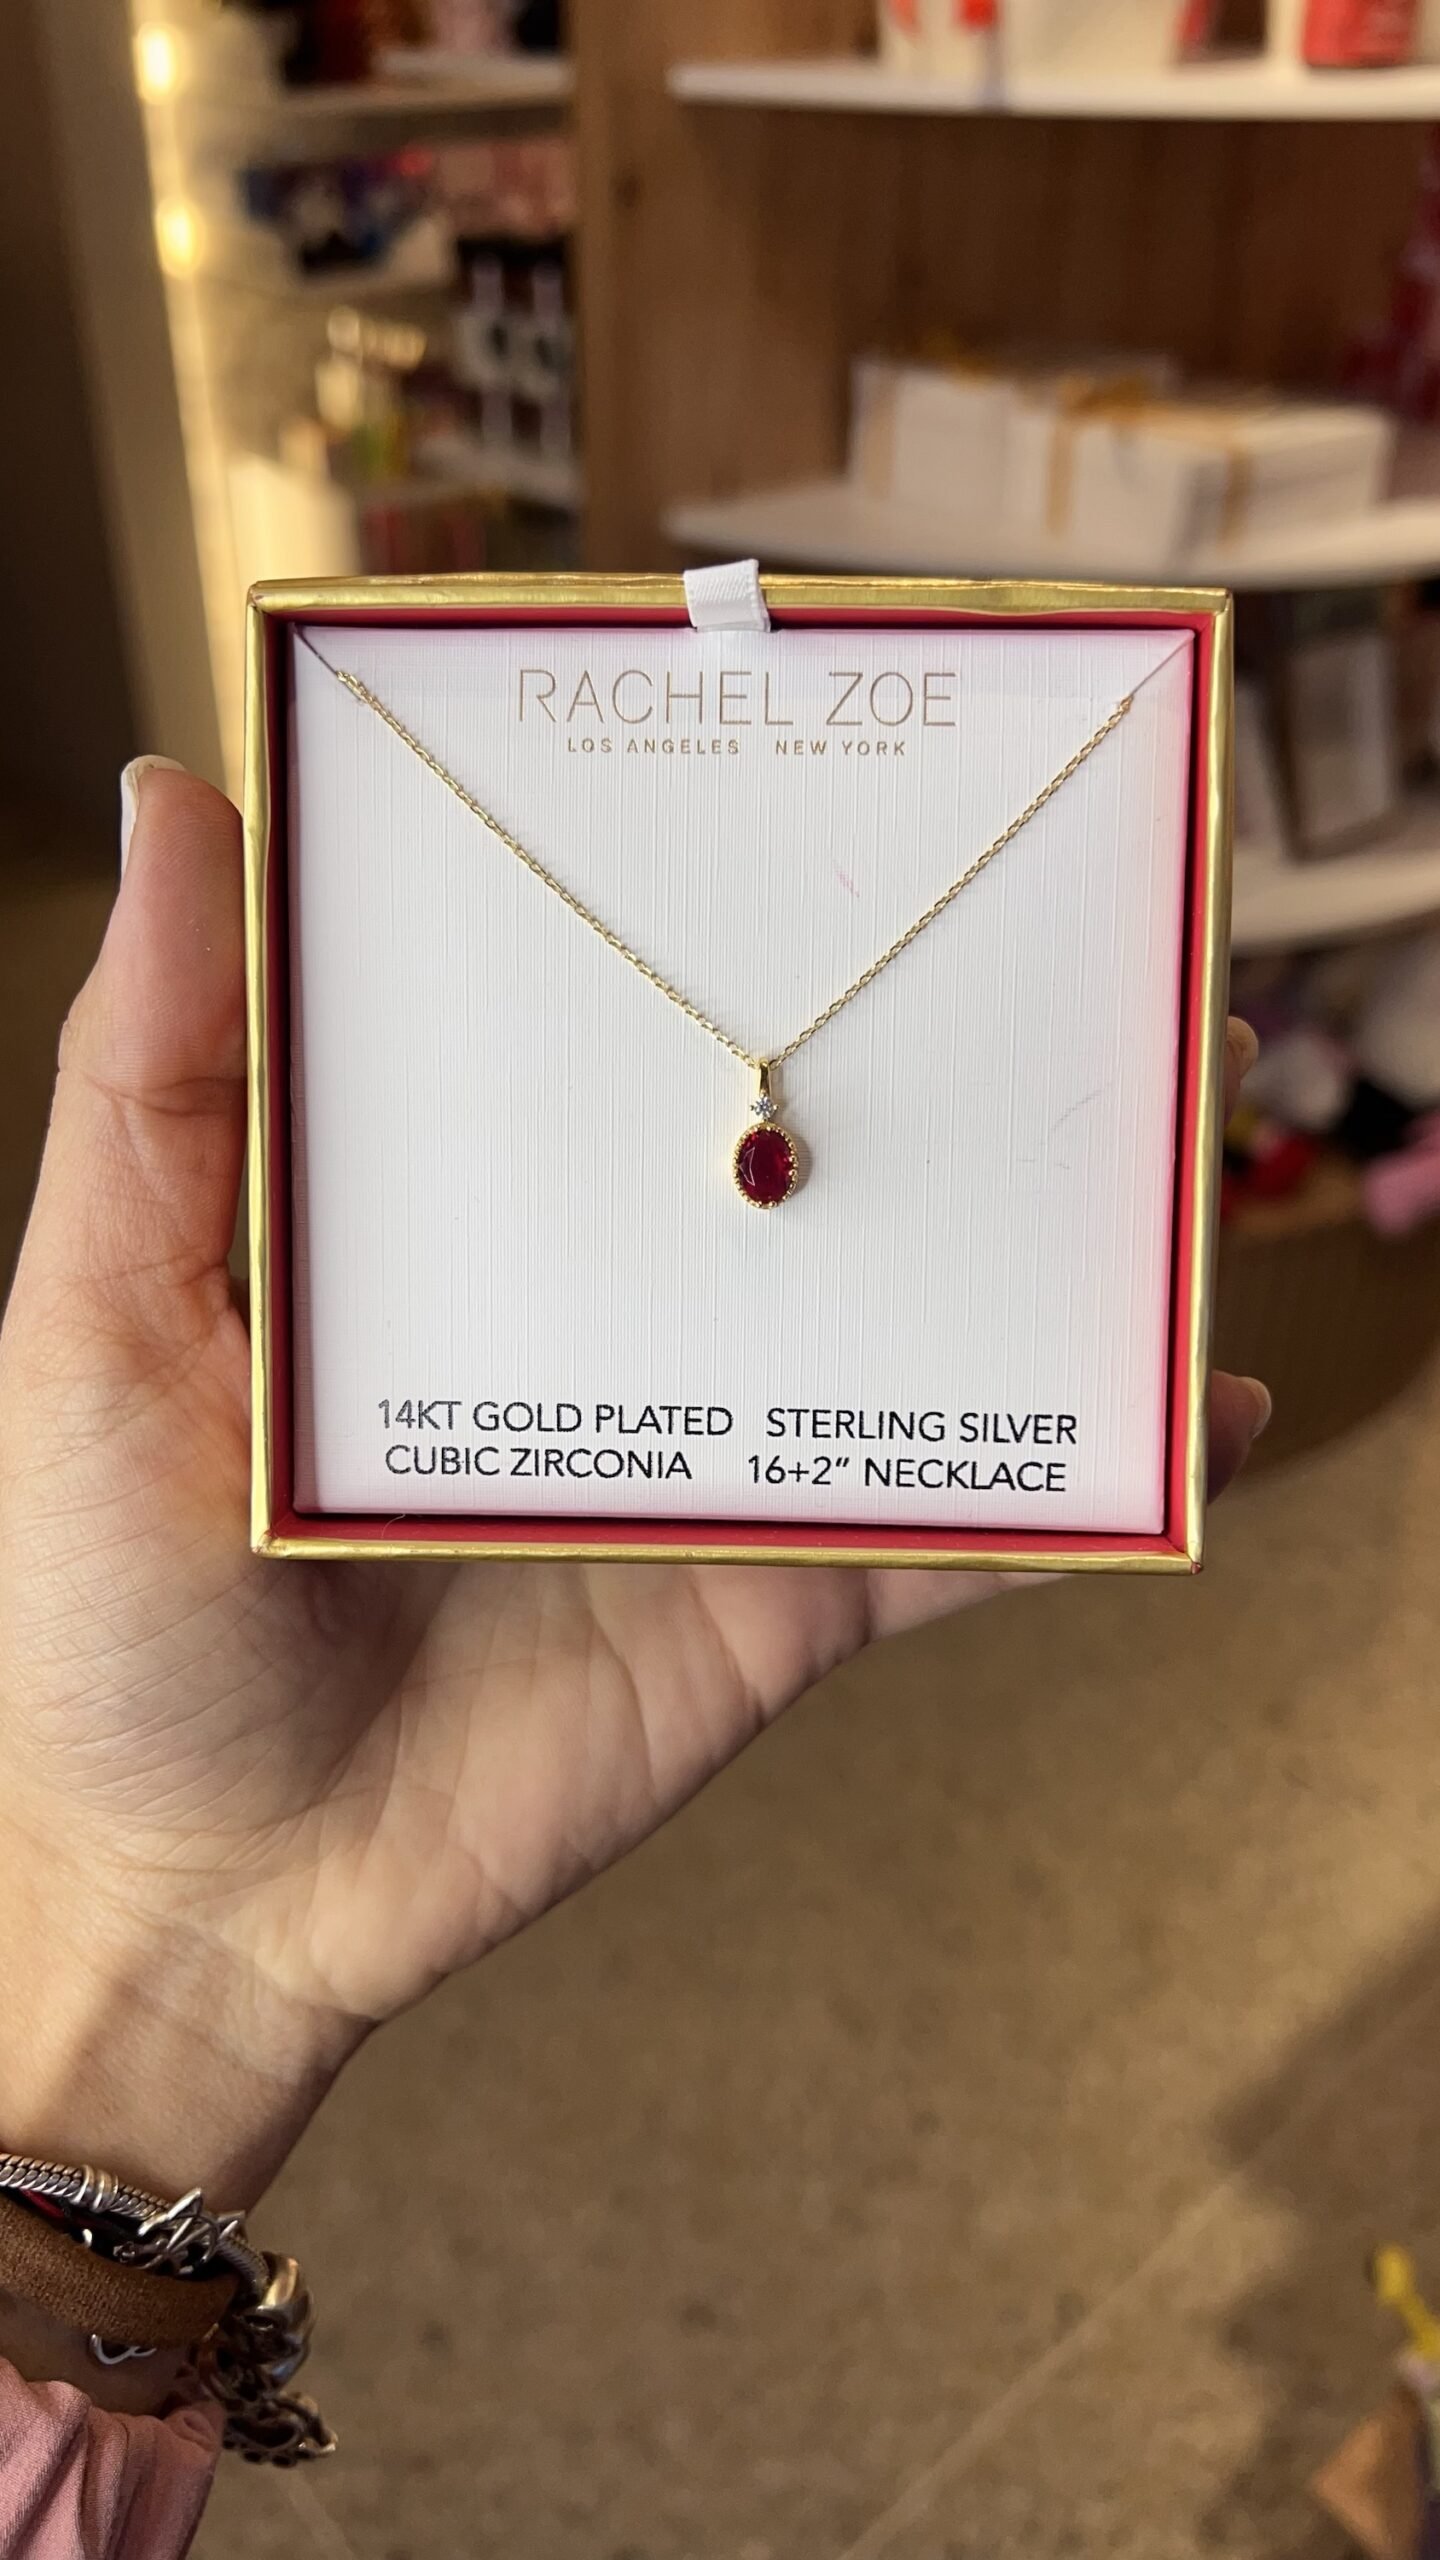 RACHEL ZOE
LOS ANGELES NEW YORK
14KT GOLD PLATED STERLING SILVER
CUBIC ZIRCONIA 16+2" NECKLACE